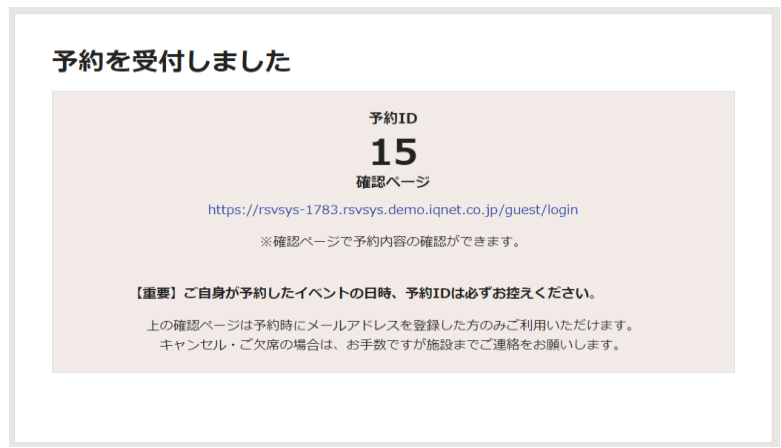 予約を受付しました
予約ID
15
確認ページ
https://rsvsys-1783.rsvsys.demo.iqnet.co.jp/guest/login
※確認ページで予約内容の確認ができます。
【重要】ご自身が予約したイベントの日時、予約IDは必ずお控えください。
上の確認ページは予約時にメールアドレスを登録した方のみご利用いただけます。
キャンセル・ご欠席の場合は、お手数ですが施設までご連絡をお願いします。